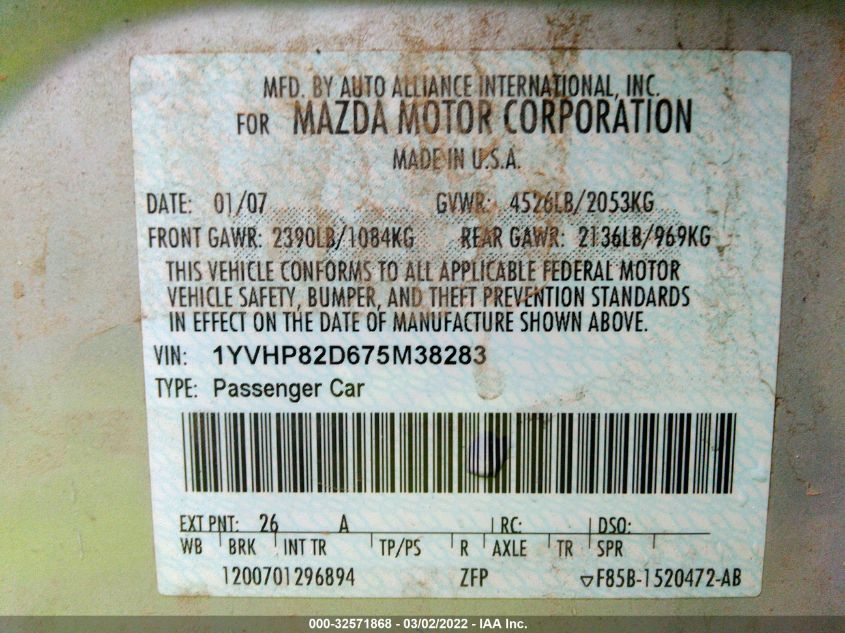 MFD. BY AUTO ALLIANCE INTERNATIONAL, INC.
FOR MAZDA MOTOR CORPORATION
MADE IN U.S.A.
DATE: 01/07 GVWR: 4526LB/2053KG
FRONT GAWR: 2390LB/1084KG REAR GAWR: 2136LB/969KG
THIS VEHICLE CONFORMS TO ALL APPLICABLE FEDERAL MOTOR
VEHICLE SAFETY, BUMPER, AND THEFT PREVENTION STANDARDS
IN EFFECT ON THE DATE OF MANUFACTURE SHOWN ABOVE.
VIN: 1YVHP82D675M38283
TYPE: Passenger Car
EXT PNT: 26 A RC: DSO:
WB BRK INT TR TP/PS R AXLE TR SPR
1200701296894 ZFP ▽F85B-1520472-AB
000-32571868 - 03/02/2022 - IAA Inc.